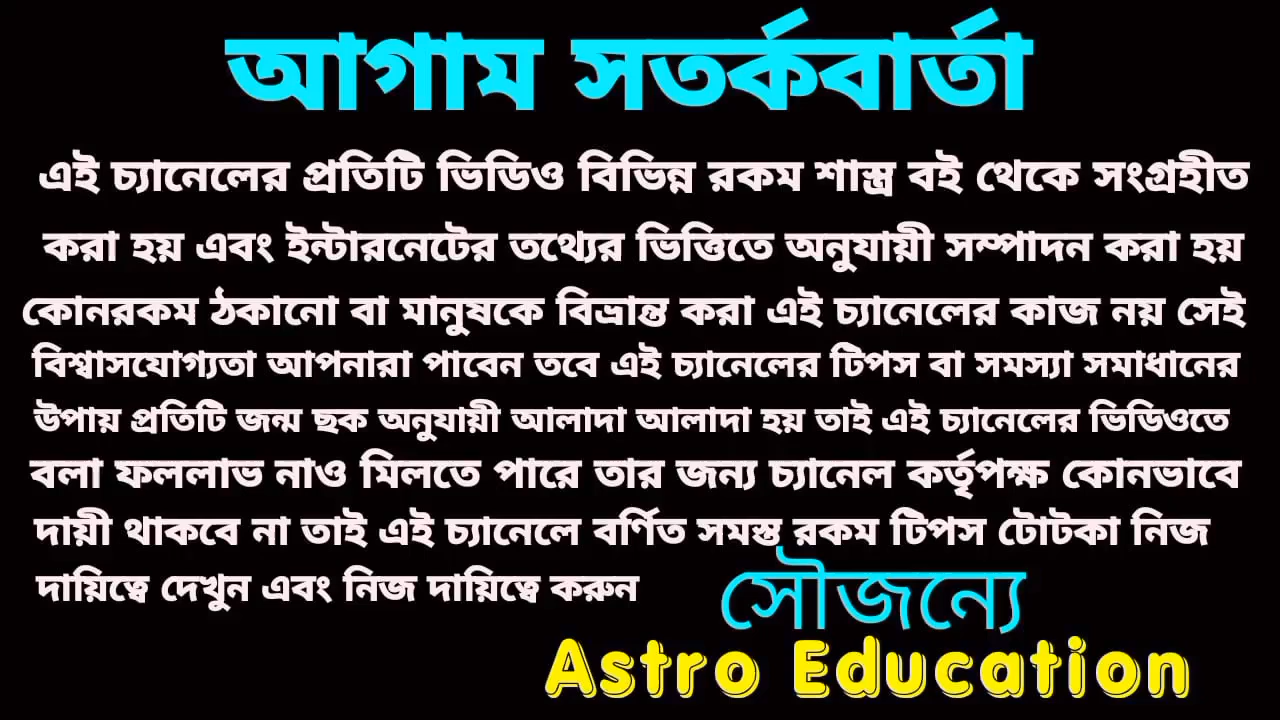 আগাম সতর্কবার্তা
এই চ্যানেলের প্রতিটি ভিডিও বিভিন্ন রকম শাস্ত্র বই থেকে সংগ্রহীত
করা হয় এবং ইন্টারনেটের তথ্যের ভিত্তিতে অনুযায়ী সম্পাদন করা হয়
কোনরকম ঠকানো বা মানুষকে বিভ্রান্ত করা এই চ্যানেলের কাজ নয় সেই
বিশ্বাসযোগ্যতা আপনারা পাবেন তবে এই চ্যানেলের টিপস বা সমস্যা সমাধানের
উপায় প্রতিটি জন্ম ছক অনুযায়ী আলাদা আলাদা হয় তাই এই চ্যানেলের ভিডিওতে
বলা ফললাভ নাও মিলতে পারে তার জন্য চ্যানেল কর্তৃপক্ষ কোনভাবে
দায়ী থাকবে না তাই এই চ্যানেলে বর্ণিত সমস্ত রকম টিপস টোটকা নিজ
দায়িত্বে দেখুন এবং নিজ দায়িত্বে করুন
সৌজন্যে
Astro Education